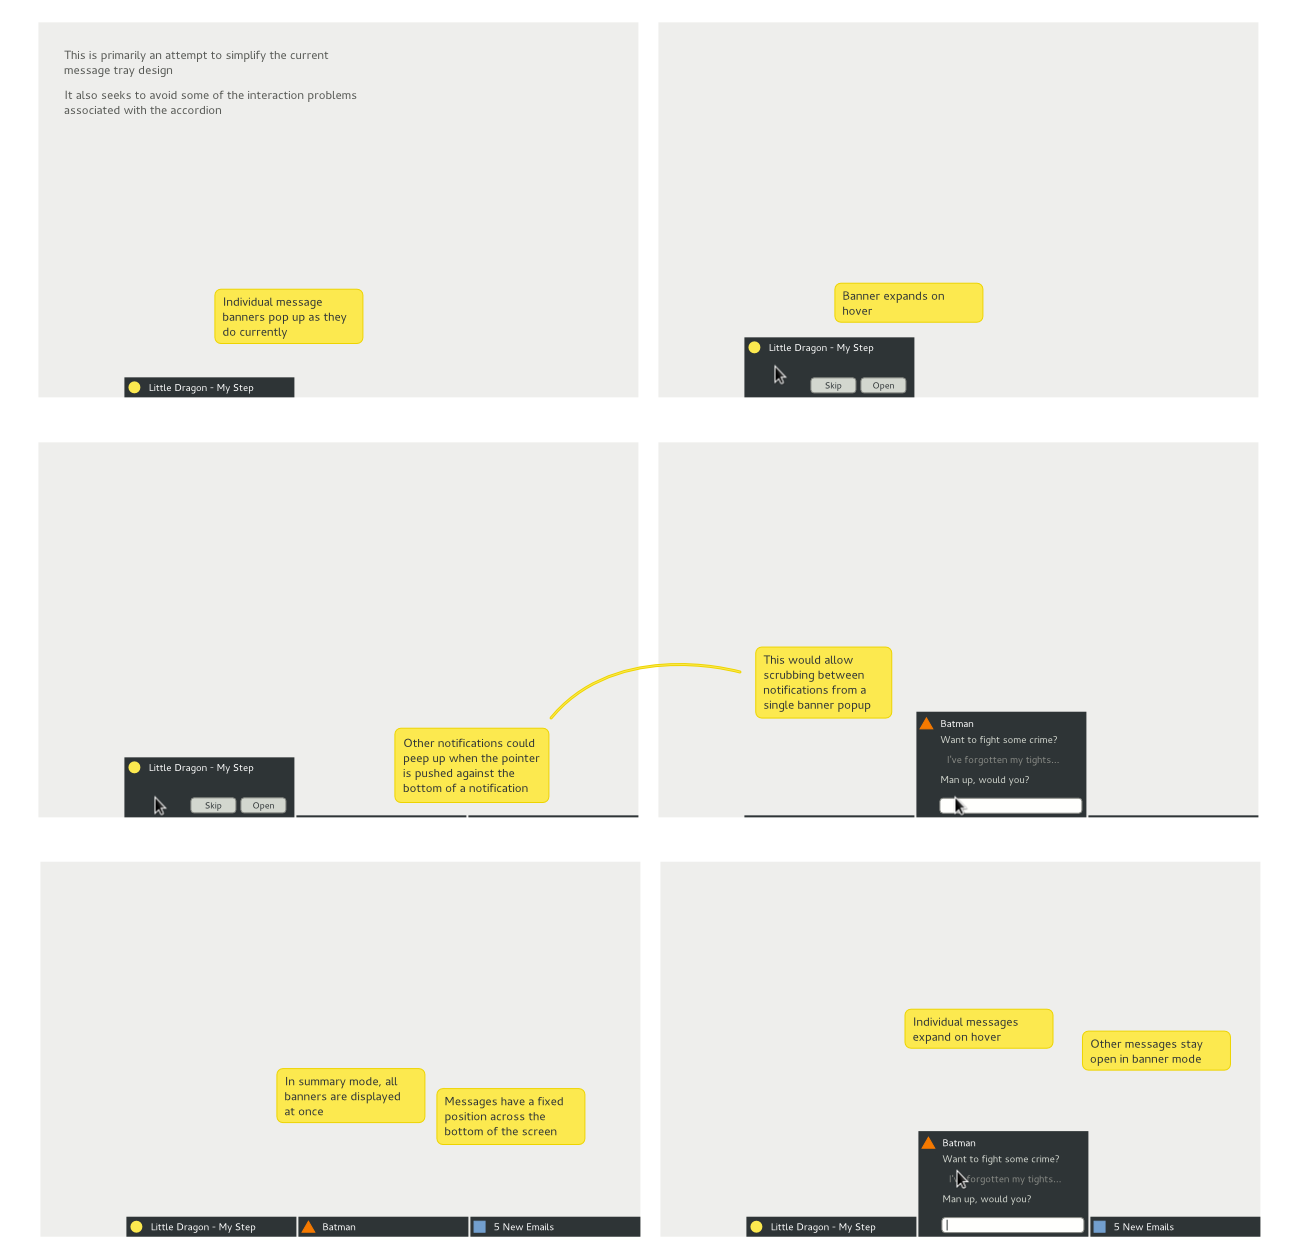 This is primarily an attempt to simplify the current
message tray design
It also seeks to avoid some of the interaction problems
associated with the accordion
Individual message
banners pop up as they
do currently
Little Dragon - My Step
Banner expands on
hover
Little Dragon - My Step
Skip
Open
Other notifications could
peep up when the pointer
is pushed against the
bottom of a notification
Little Dragon - My Step
Skip
Open
This would allow
scrubbing between
notifications from a
single banner popup
Batman
Want to fight some crime?
I've forgotten my tights...
Man up, would you?
In summary mode, all
banners are displayed
at once
Messages have a fixed
position across the
bottom of the screen
Little Dragon - My Step
Batman
5 New Emails
Individual messages
expand on hover
Other messages stay
open in banner mode
Batman
Want to fight some crime?
I've forgotten my tights...
Man up, would you?
Little Dragon - My Step
5 New Emails